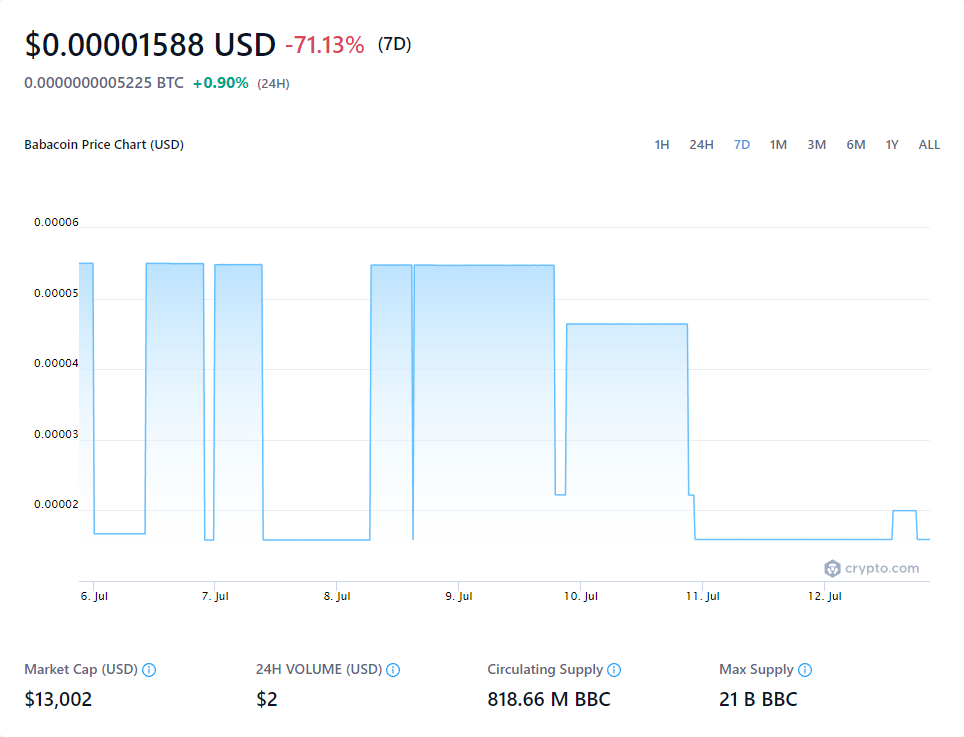 $0.00001588 USD -71.13% (7D)
0.0000000005225 BTC +0.90% (24H)
Babacoin Price Chart (USD)
1H 24H 7D 1M 3M 6M 1Y ALL
0.00006
0.00005
0.00004
0.00003
0.00002
crypto.com
6. Jul 7. Jul 8. Jul 9. Jul 10. Jul 11. Jul 12. Jul
Market Cap (USD) 24H VOLUME (USD) Circulating Supply Max Supply
$13,002 $2 818.66 M BBC 21 B BBC